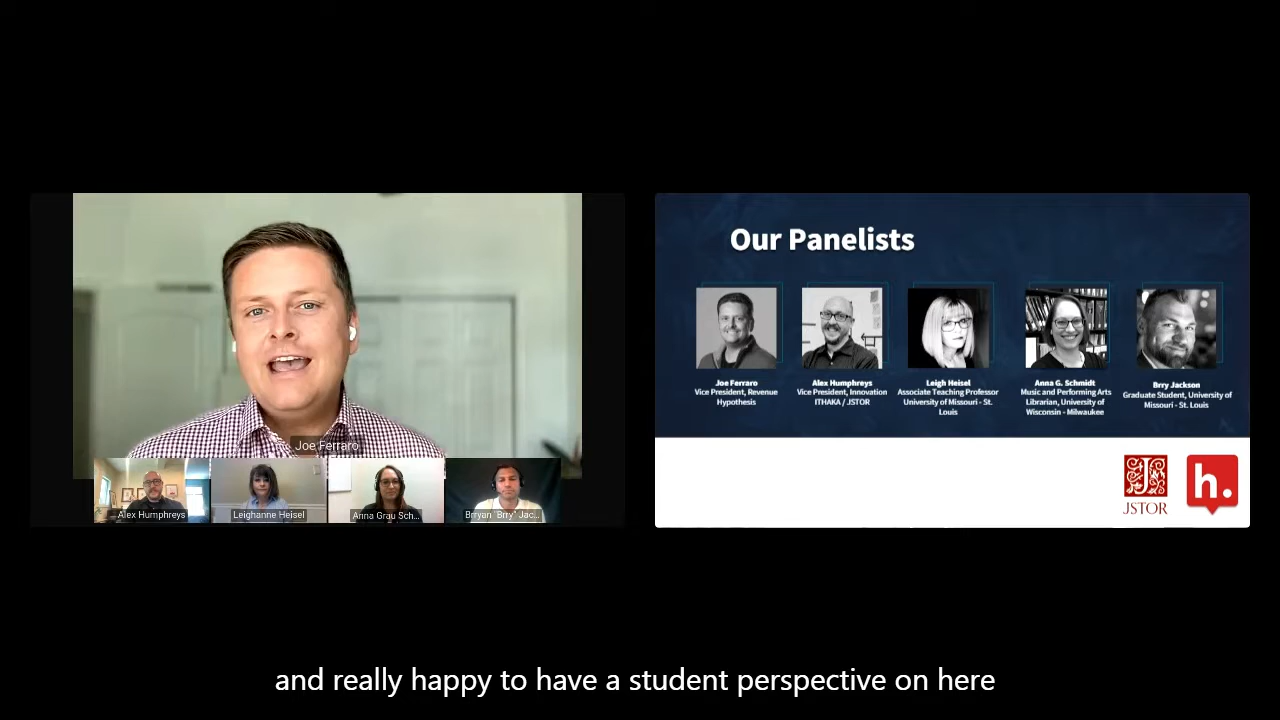 Joe Ferraro
Alex Humphreys
Leighanne Heisel
Anna Grau Sch...
Brryan "Brry" Jac...
Our Panelists
Joe Ferraro
Vice President, Revenue
Hypothesis
Alex Humphreys
Vice President, Innovation
ITHAKA / JSTOR
Leigh Heisel
Associate Teaching Professor
University of Missouri - St.
Louis
Anna G. Schmidt
Music and Performing Arts
Librarian, University of
Wisconsin - Milwaukee
Brry Jackson
Graduate Student, University of
Missouri - St. Louis
JSTOR
h.
and really happy to have a student perspective on here